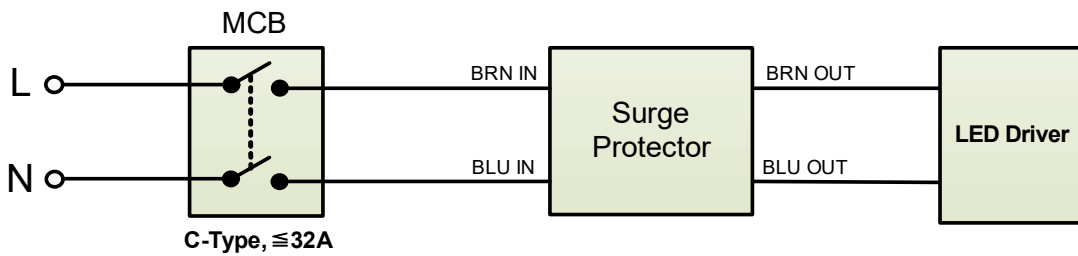 MCB
L
BRN IN
BRN OUT
Surge
Protector
LED Driver
N
BLU IN
BLU OUT
C-Type, ≦32A